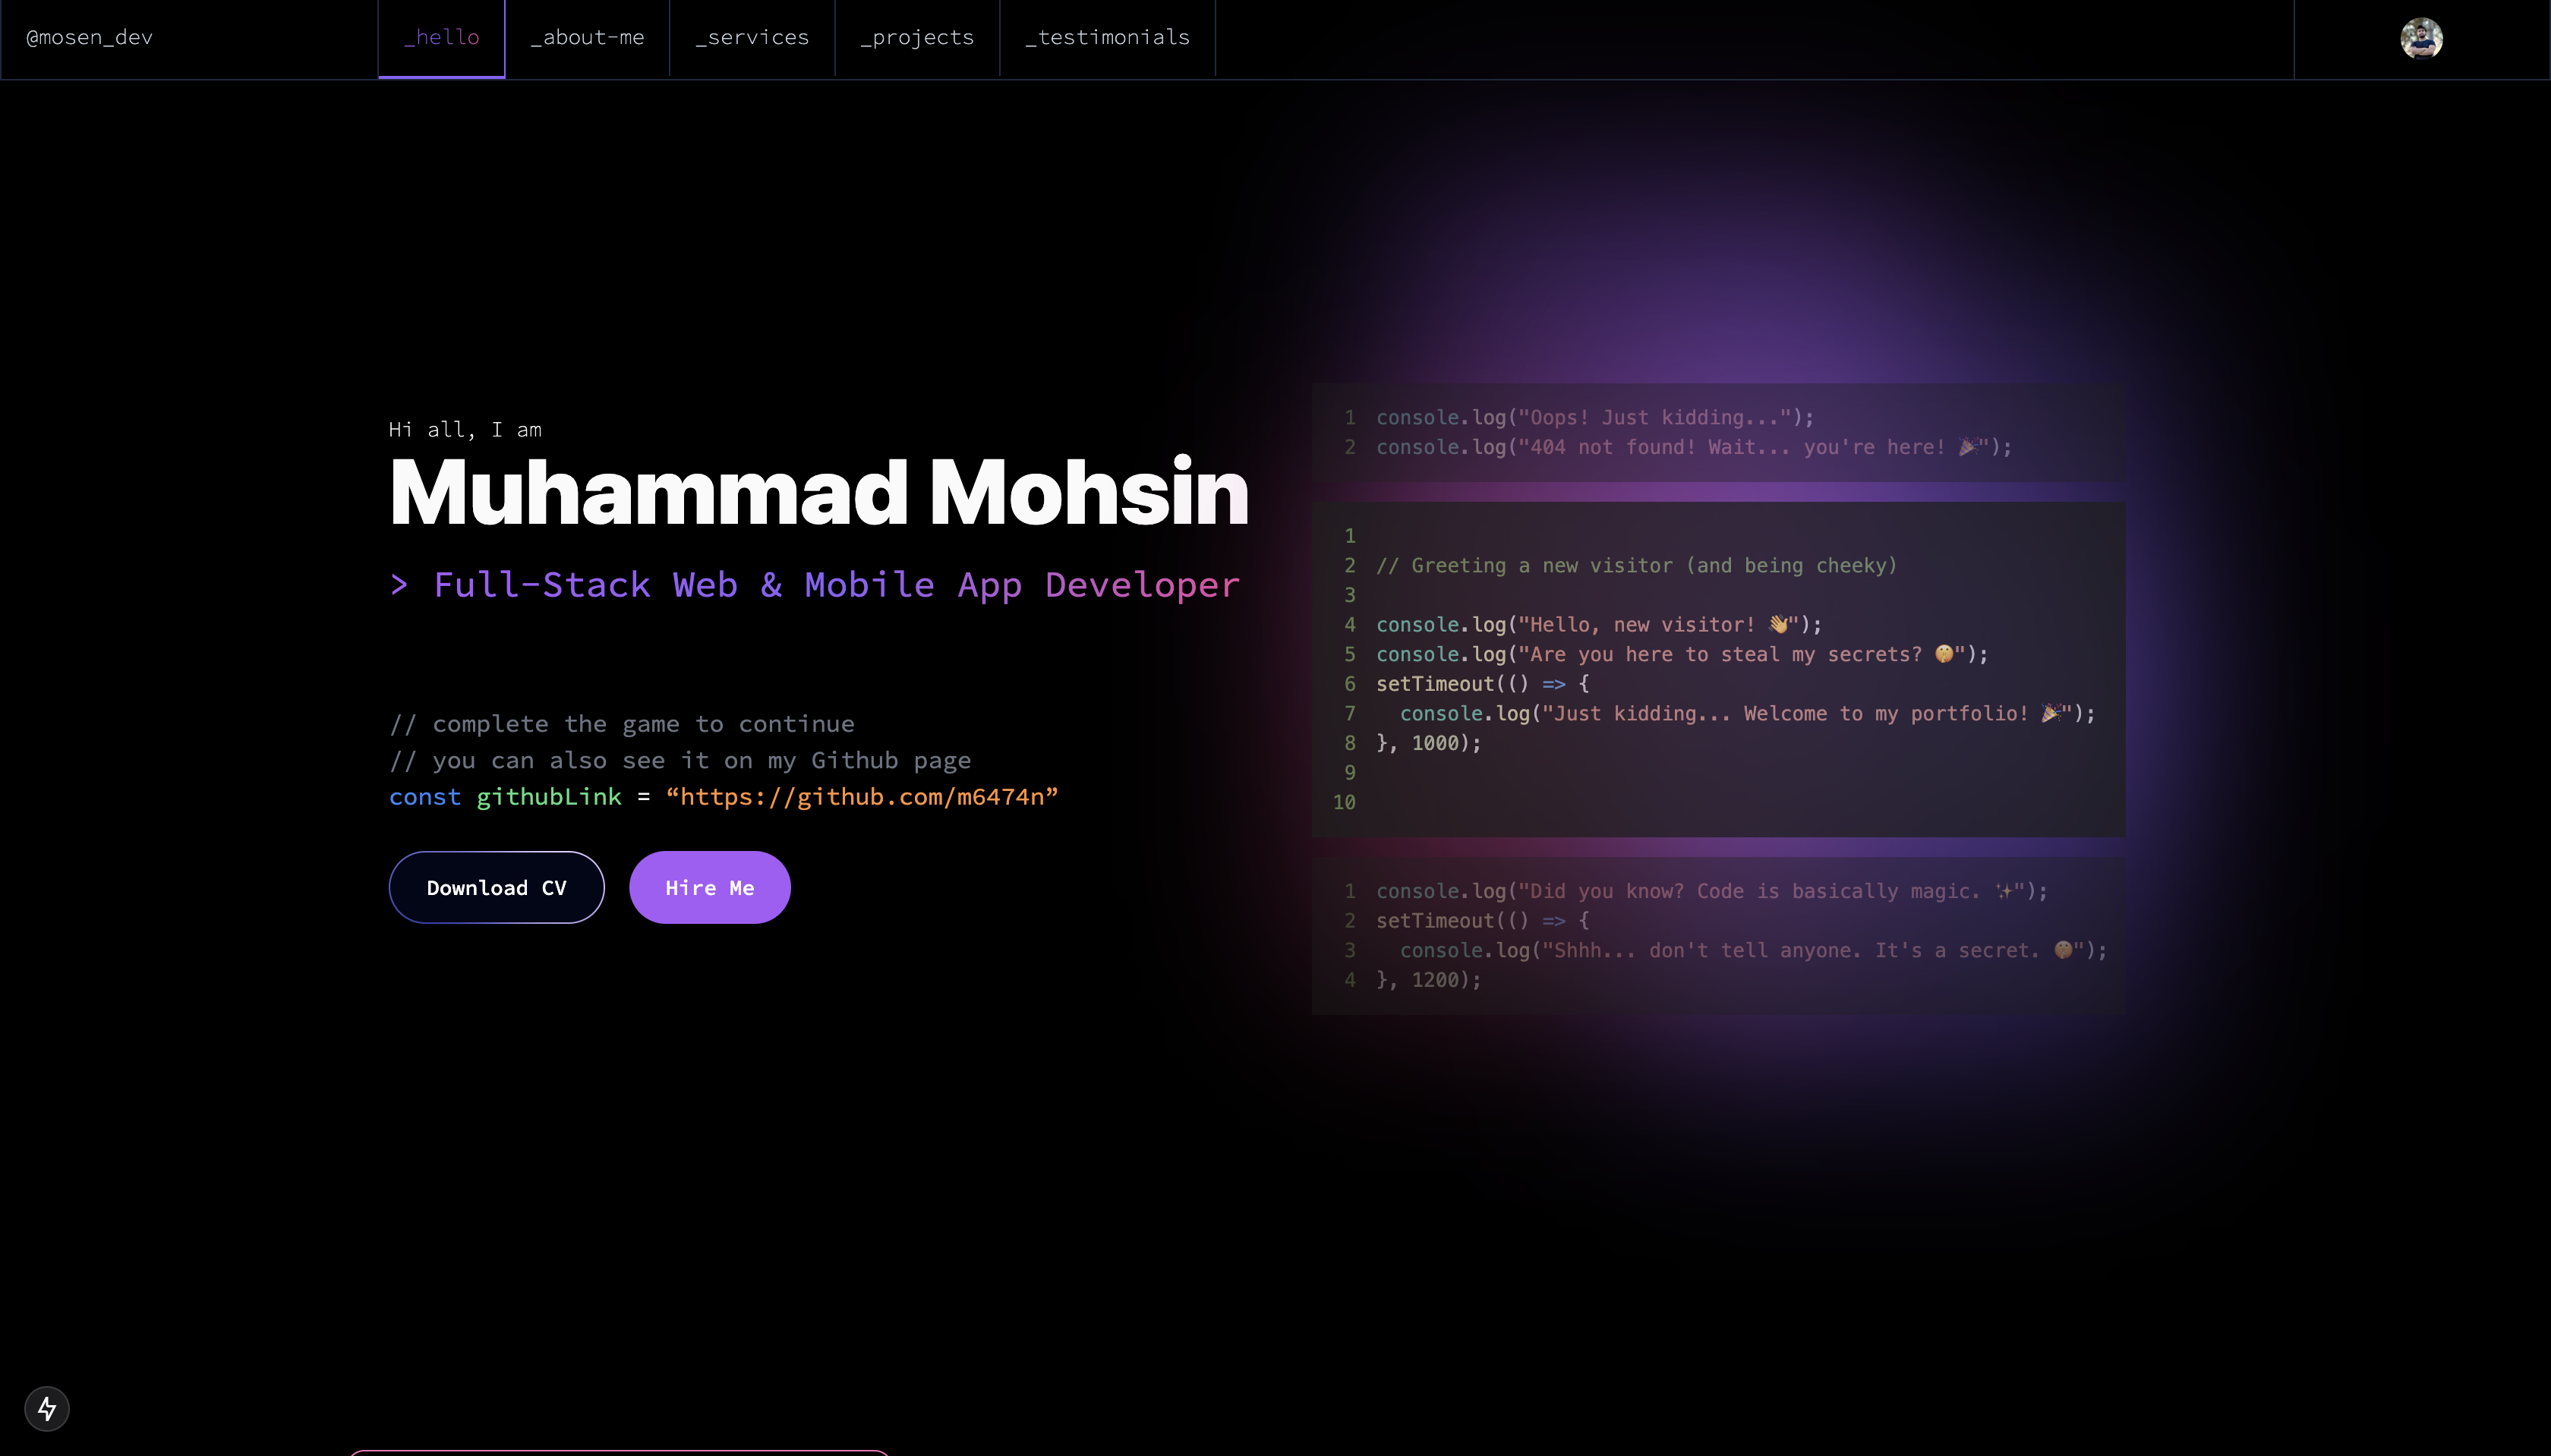 @mosen_dev
_hello
_about-me
_services
_projects
_testimonials
Hi all, I am
Muhammad Mohsin
> Full-Stack Web & Mobile App Developer
// complete the game to continue
// you can also see it on my Github page
const githubLink = “https://github.com/m6474n”
Download CV
Hire Me
1 console.log("Oops! Just kidding...");
2 console.log("404 not found! Wait... you're here! 🎉");
1
2 // Greeting a new visitor (and being cheeky)
3
4 console.log("Hello, new visitor! 👋");
5 console.log("Are you here to steal my secrets? 🤫");
6 setTimeout(() => {
7   console.log("Just kidding... Welcome to my portfolio! 🎉");
8 }, 1000);
9
10
1 console.log("Did you know? Code is basically magic. ✨");
2 setTimeout(() => {
3   console.log("Shhh... don't tell anyone. It's a secret. 🤫");
4 }, 1200);